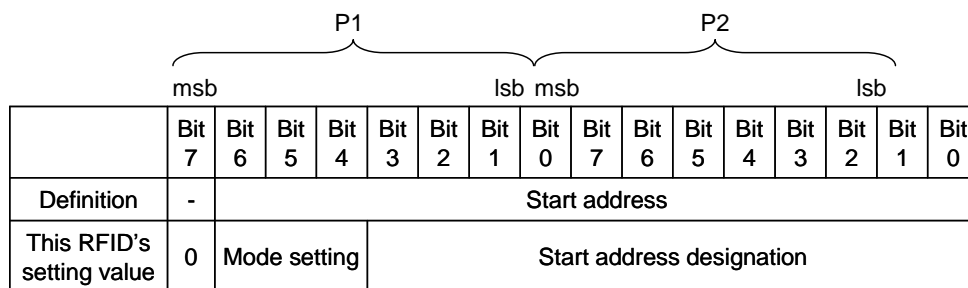 P1 P2
msb lsb msb lsb
Bit 7 Bit 6 Bit 5 Bit 4 Bit 3 Bit 2 Bit 1 Bit 0 Bit 7 Bit 6 Bit 5 Bit 4 Bit 3 Bit 2 Bit 1 Bit 0
Definition - Start address
This RFID's setting value 0 Mode setting Start address designation